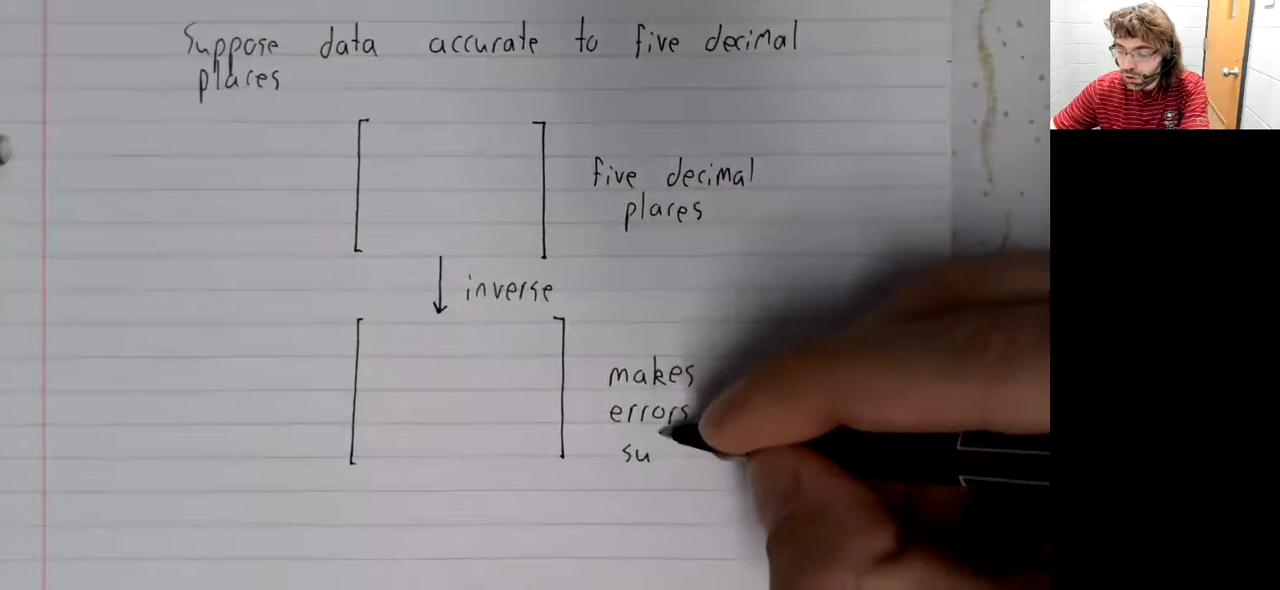 Suppose data accurate to five decimal
places
five decimal
places
inverse
makes
errors
su